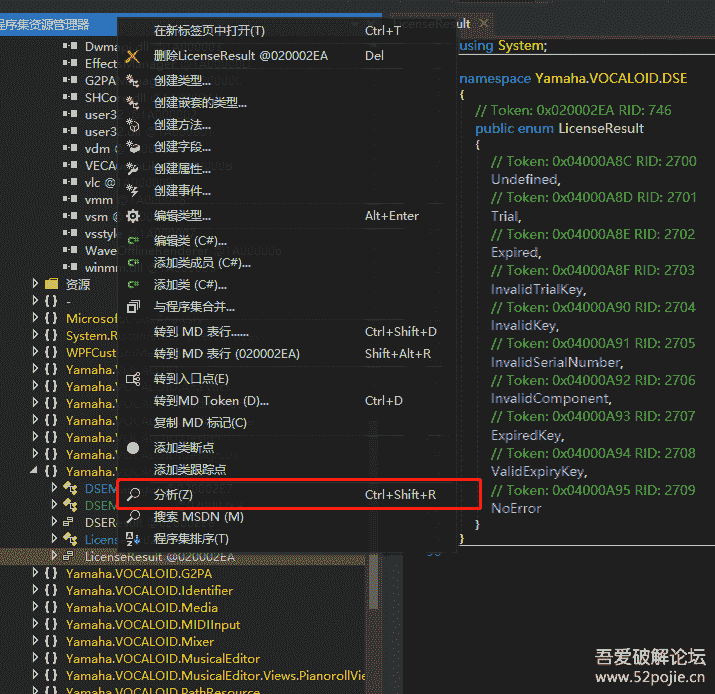 程序集资源管理器
Dwma
Effect
G2PA
SHCo
user3
user3
vdm
VECA
vlc @
vmm
vsm
vsstyle
Wave
winmm
资源
{ } -
{ } Microsof
{ } System.R
{ } WPFCust
{ } Yamaha.V
{ } Yamaha.V
{ } Yamaha.V
{ } Yamaha.V
{ } Yamaha.V
{ } Yamaha.V
{ } Yamaha.V
DSEM
DSEM
DSERe
Licens
LicenseResult @020002EA
{ } Yamaha.VOCALOID.G2PA
{ } Yamaha.VOCALOID.Identifier
{ } Yamaha.VOCALOID.Media
{ } Yamaha.VOCALOID.MIDIInput
{ } Yamaha.VOCALOID.Mixer
{ } Yamaha.VOCALOID.MusicalEditor
{ } Yamaha.VOCALOID.MusicalEditor.Views.PianorollVie
{ } Yamaha.VOCALOID.PathResource
在新标签页中打开(T) Ctrl+T
删除LicenseResult @020002EA Del
创建类型...
创建嵌套的类型...
创建方法...
创建字段...
创建属性...
创建事件...
编辑类型... Alt+Enter
编辑类 (C#)...
添加类成员 (C#)...
添加类 (C#)...
与程序集合并...
转到 MD 表行...... Ctrl+Shift+D
转到 MD 表行 (020002EA) Shift+Alt+R
转到入口点(E)
转到MD Token (D)... Ctrl+D
复制 MD 标记(C)
添加类断点
添加类跟踪点
分析(Z) Ctrl+Shift+R
搜索 MSDN (M)
程序集排序(T)
using System;
namespace Yamaha.VOCALOID.DSE
{
// Token: 0x020002EA RID: 746
public enum LicenseResult
{
// Token: 0x04000A8C RID: 2700
Undefined,
// Token: 0x04000A8D RID: 2701
Trial,
// Token: 0x04000A8E RID: 2702
Expired,
// Token: 0x04000A8F RID: 2703
InvalidTrialKey,
// Token: 0x04000A90 RID: 2704
InvalidKey,
// Token: 0x04000A91 RID: 2705
InvalidSerialNumber,
// Token: 0x04000A92 RID: 2706
InvalidComponent,
// Token: 0x04000A93 RID: 2707
ExpiredKey,
// Token: 0x04000A94 RID: 2708
ValidExpiryKey,
// Token: 0x04000A95 RID: 2709
NoError
}
}
吾爱破解论坛
www.52pojie.cn